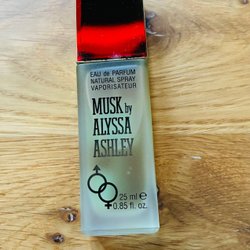 EAU de PARFUM
NATURAL SPRAY
VAPORISATEUR
MUSK by
ALYSSA
ASHLEY
25 ml e
0.85 fl. oz.